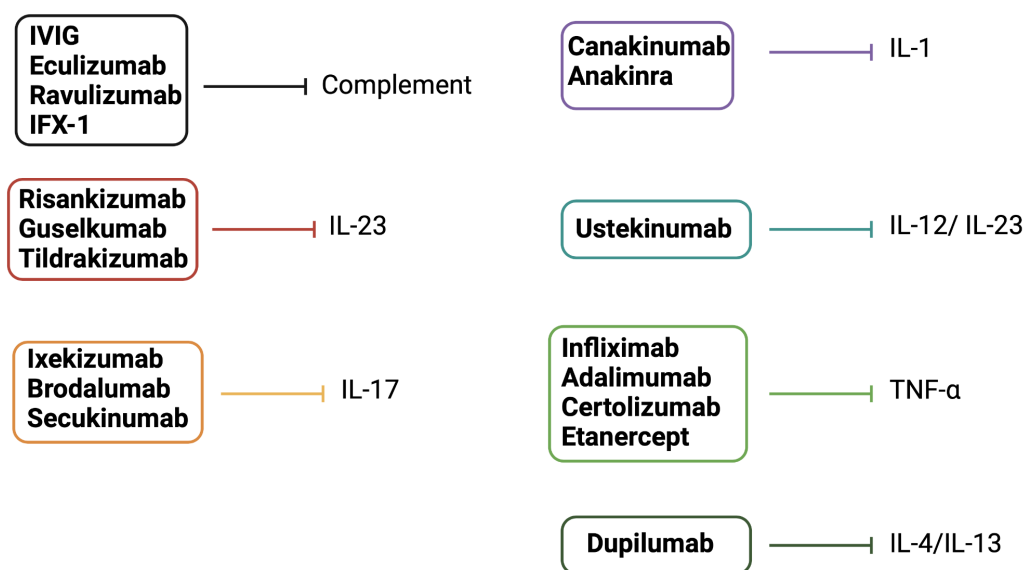 IVIG
Eculizumab
Ravulizumab
IFX-1
Complement
Canakinumab
Anakinra
IL-1
Risankizumab
Guselkumab
Tildrakizumab
IL-23
Ustekinumab
IL-12/ IL-23
Ixekizumab
Brodalumab
Secukinumab
IL-17
Infliximab
Adalimumab
Certolizumab
Etanercept
TNF-α
Dupilumab
IL-4/IL-13